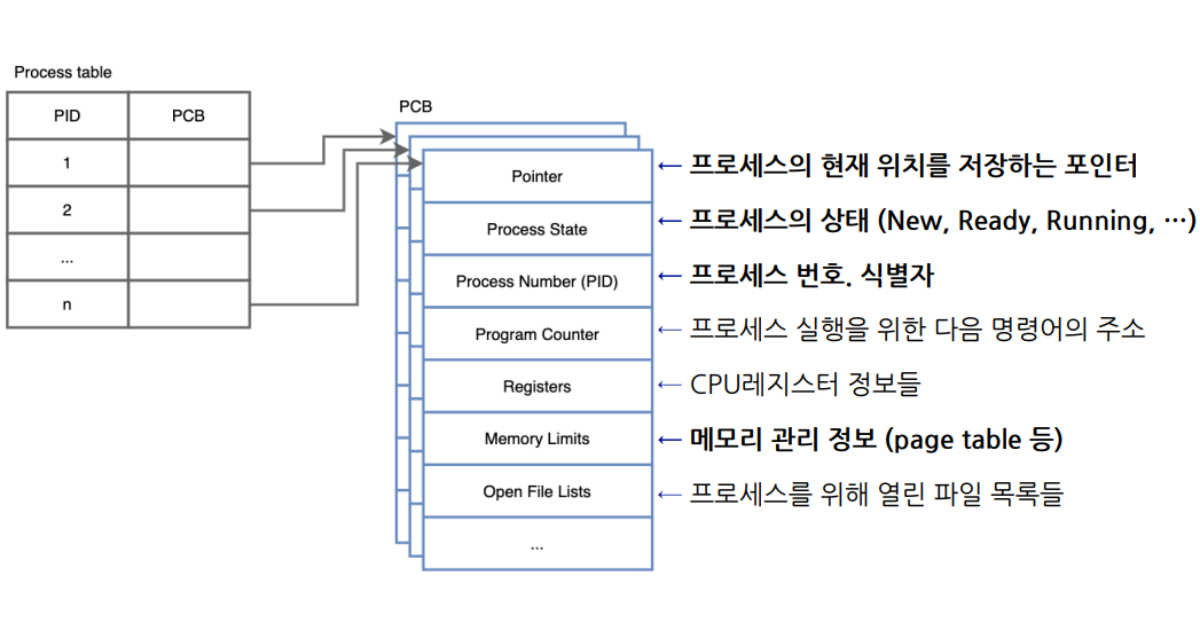 Process table
PID PCB
1
2
...
n
PCB
Pointer ← 프로세스의 현재 위치를 저장하는 포인터
Process State ← 프로세스의 상태 (New, Ready, Running, …)
Process Number (PID) ← 프로세스 번호. 식별자
Program Counter ← 프로세스 실행을 위한 다음 명령어의 주소
Registers ← CPU레지스터 정보들
Memory Limits ← 메모리 관리 정보 (page table 등)
Open File Lists ← 프로세스를 위해 열린 파일 목록들
...